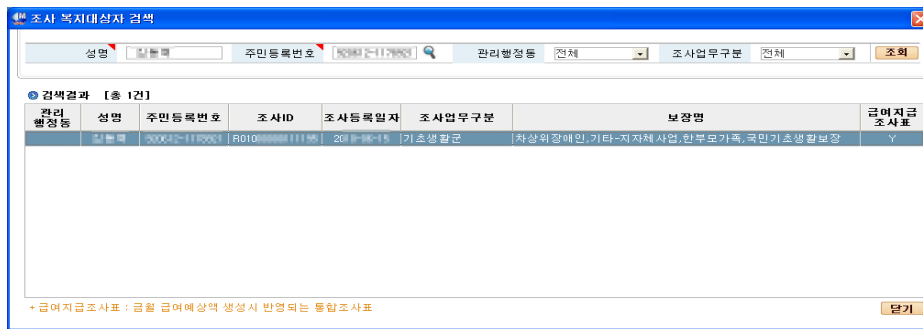 조사 복지대상자 검색
성명 주민등록번호 관리행정동 전체 조사업무구분 전체 조회
검색결과 [총 1건]
관리행정동 성명 주민등록번호 조사ID 조사등록일자 조사업무구분 보장명 급여지급조사표
R010 20 기초생활군 차상위장애인,기타-지자체사업,한부모가족,국민기초생활보장 Y
+ 급여지급조사표 : 금월 급여예상액 생성시 반영되는 통합조사표 닫기